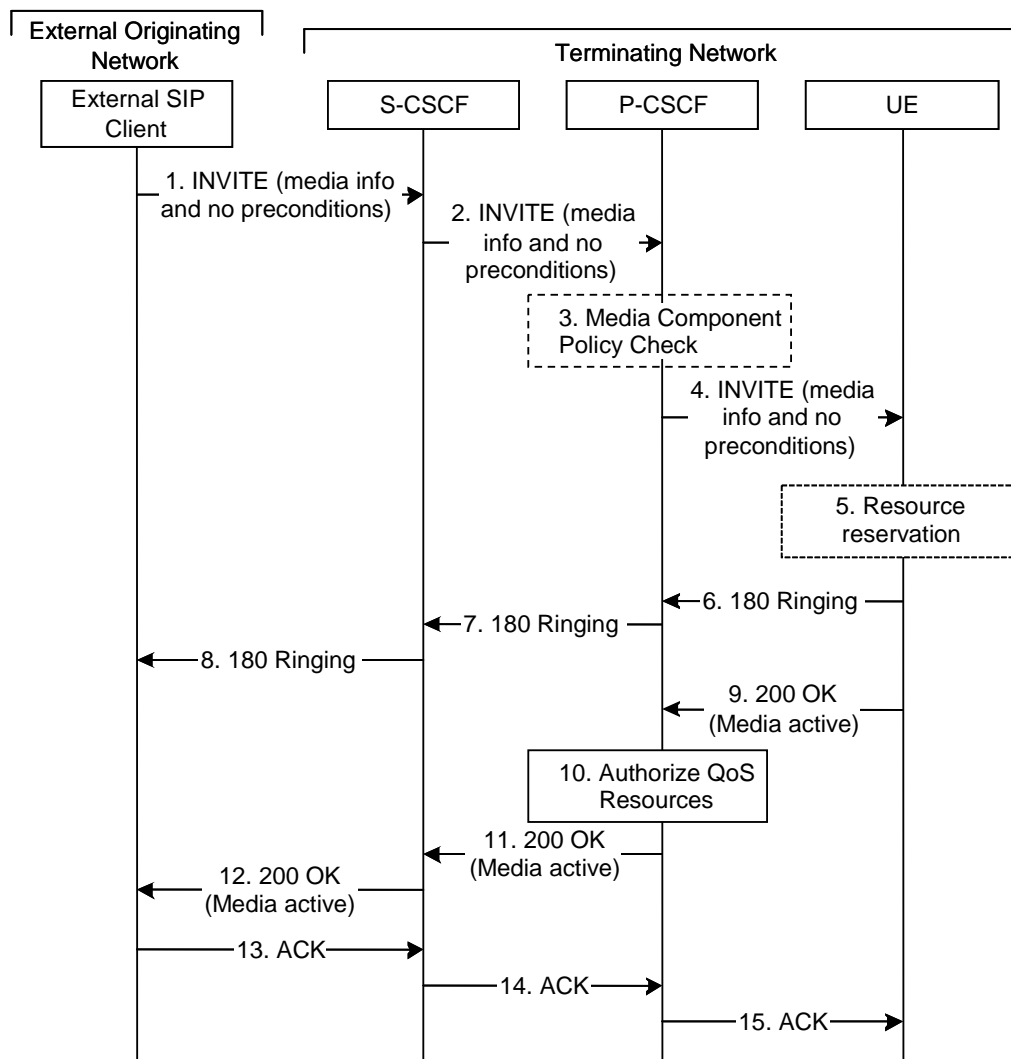 External Originating
Network
Terminating Network
External SIP
Client
S-CSCF
P-CSCF
UE
1. INVITE (media info
and no preconditions)
2. INVITE (media
info and no
preconditions)
3. Media Component
Policy Check
4. INVITE (media
info and no
preconditions)
5. Resource
reservation
6. 180 Ringing
7. 180 Ringing
8. 180 Ringing
9. 200 OK
(Media active)
10. Authorize QoS
Resources
11. 200 OK
(Media active)
12. 200 OK
(Media active)
13. ACK
14. ACK
15. ACK